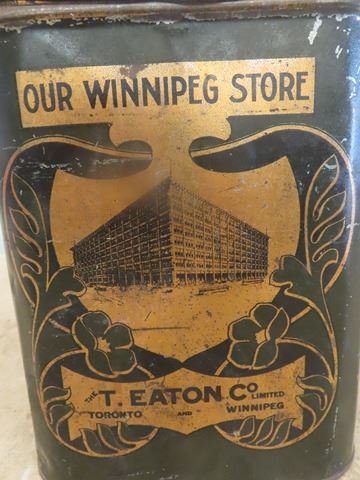 OUR WINNIPEG STORE
THE T. EATON CO LIMITED
TORONTO AND WINNIPEG